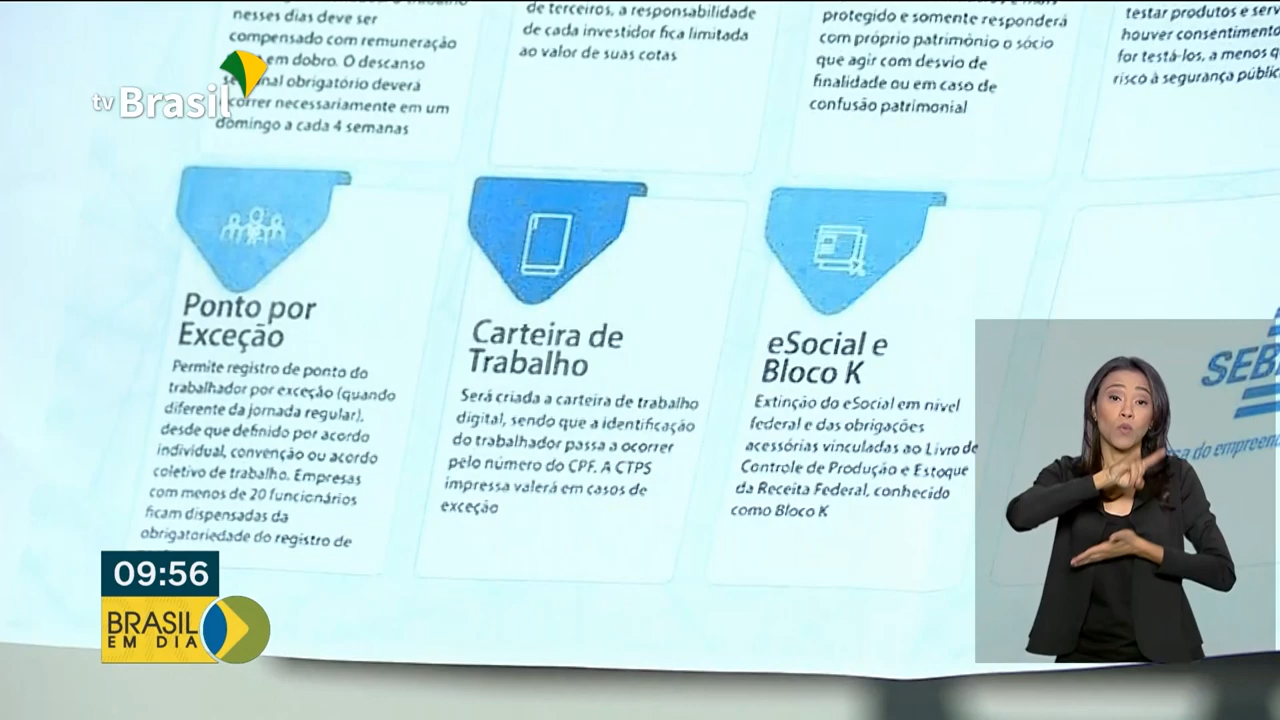 nesses dias deve ser
compensado com remuneração
em dobro. O descanso
obrigatório deverá
necessariamente em um
domingo a cada 4 semanas
de terceiros, a responsabilidade
de cada investidor fica limitada
ao valor de suas cotas
protegido e somente responderá
com próprio patrimônio o sócio
que agir com desvio de
finalidade ou em caso de
confusão patrimonial
testar produtos e serv
houver consentimento
for testá-los, a menos q
risco à segurança públic
tv Brasil
Ponto por
Exceção
Permite registro de ponto do
trabalhador por exceção (quando
diferente da jornada regular),
desde que definido por acordo
individual, convenção ou acordo
coletivo de trabalho. Empresas
com menos de 20 funcionários
ficam dispensadas da
obrigatoriedade do registro de
Carteira de
Trabalho
Será criada a carteira de trabalho
digital, sendo que a identificação
do trabalhador passa a ocorrer
pelo número do CPF. A CTPS
impressa valerá em casos de
exceção
eSocial e
Bloco K
Extinção do eSocial em nível
federal e das obrigações
acessórias vinculadas ao Livro de
Controle de Produção e Estoque
da Receita Federal, conhecido
como Bloco K
SEB
do empreen
09:56
BRASIL
EM DIA